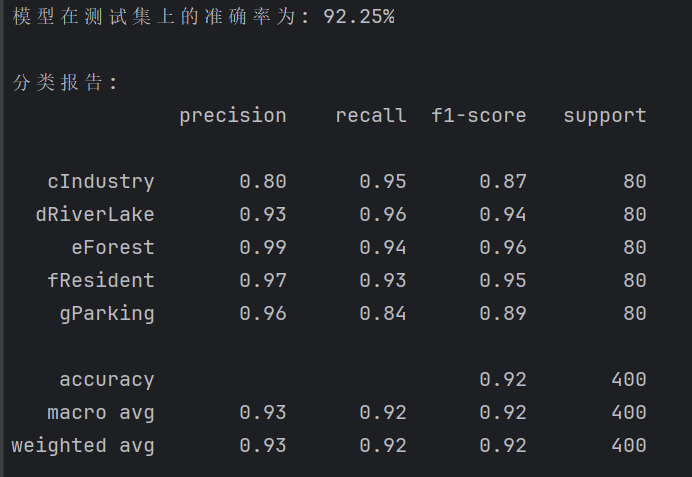 模型在测试集上的准确率为: 92.25%
分类报告:
precision recall f1-score support
cIndustry 0.80 0.95 0.87 80
dRiverLake 0.93 0.96 0.94 80
eForest 0.99 0.94 0.96 80
fResident 0.97 0.93 0.95 80
gParking 0.96 0.84 0.89 80
accuracy 0.92 400
macro avg 0.93 0.92 0.92 400
weighted avg 0.93 0.92 0.92 400